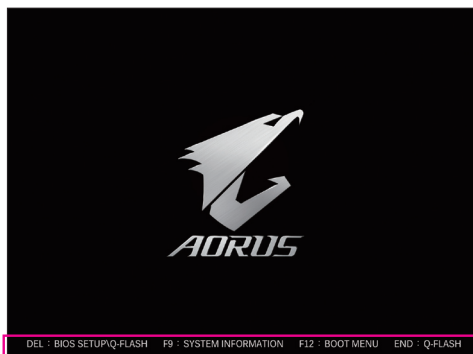 AORUS
DEL : BIOS SETUP\Q-FLASH F9 : SYSTEM INFORMATION F12 : BOOT MENU END : Q-FLASH